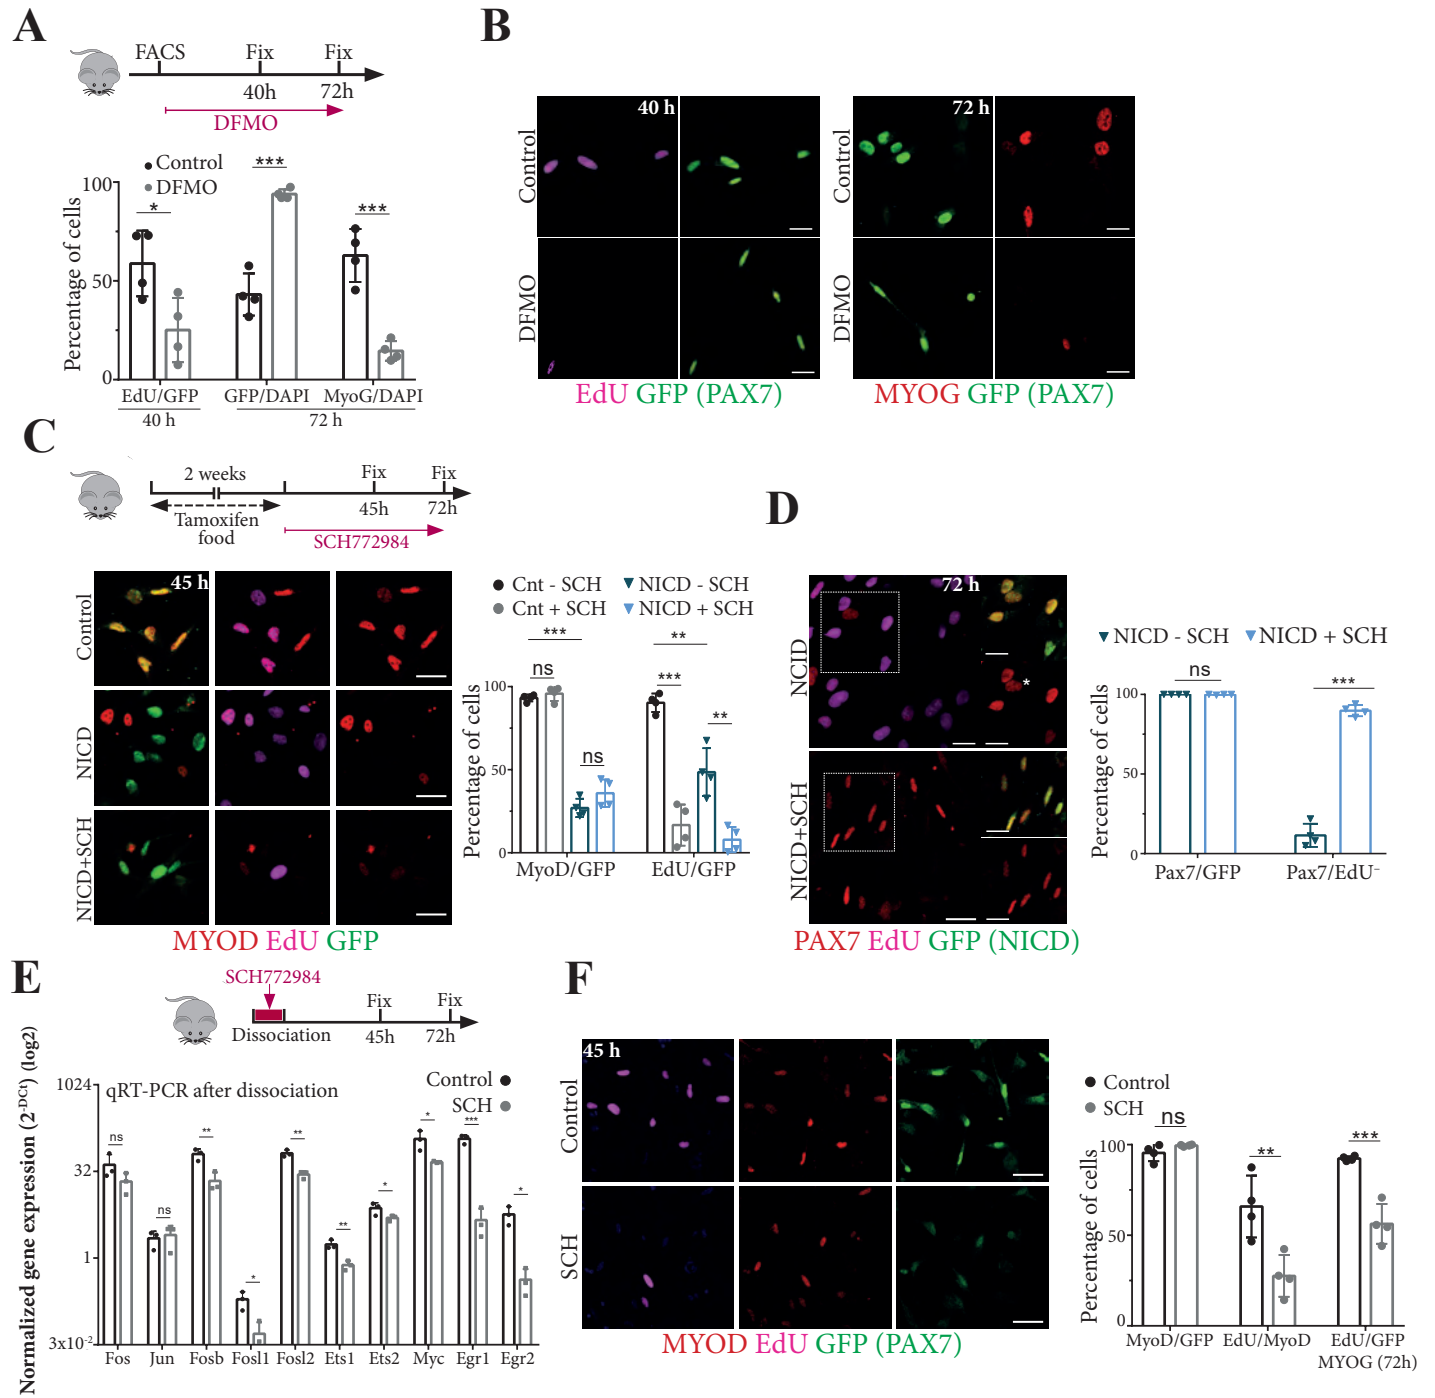 A
FACS Fix Fix
40h 72h
DFMO
Control
DFMO
*
***
***
Percentage of cells
100
50
0
EdU/GFP GFP/DAPI MyoG/DAPI
40 h 72 h
B
40 h 72 h
Control
DFMO
Control
DFMO
EdU GFP (PAX7)
MYOG GFP (PAX7)
C
2 weeks Fix Fix
45h 72h
Tamoxifen
food
SCH772984
45 h
Control
NICD
NICD+SCH
MYOD EdU GFP
Cnt - SCH NICD - SCH
Cnt + SCH NICD + SCH
***
**
ns
***
**
ns
Percentage of cells
100
50
0
MyoD/GFP EdU/GFP
D
72 h
NCID
*
NICD+SCH
PAX7 EdU GFP (NICD)
NICD - SCH NICD + SCH
ns
***
Percentage of cells
100
50
0
Pax7/GFP Pax7/EdU⁻
E
SCH772984
Fix Fix
Dissociation 45h 72h
Normalized gene expression (2^-DCt) (log2)
qRT-PCR after dissociation
Control
SCH
1024
32
1
3x10⁻²
ns
ns
**
*
**
**
*
*
***
*
Fos Jun Fosb Fosl1 Fosl2 Ets1 Ets2 Myc Egr1 Egr2
F
45 h
Control
SCH
MYOD EdU GFP (PAX7)
Control
SCH
ns
**
***
Percentage of cells
100
50
0
MyoD/GFP EdU/MyoD EdU/GFP
MYOG (72h)